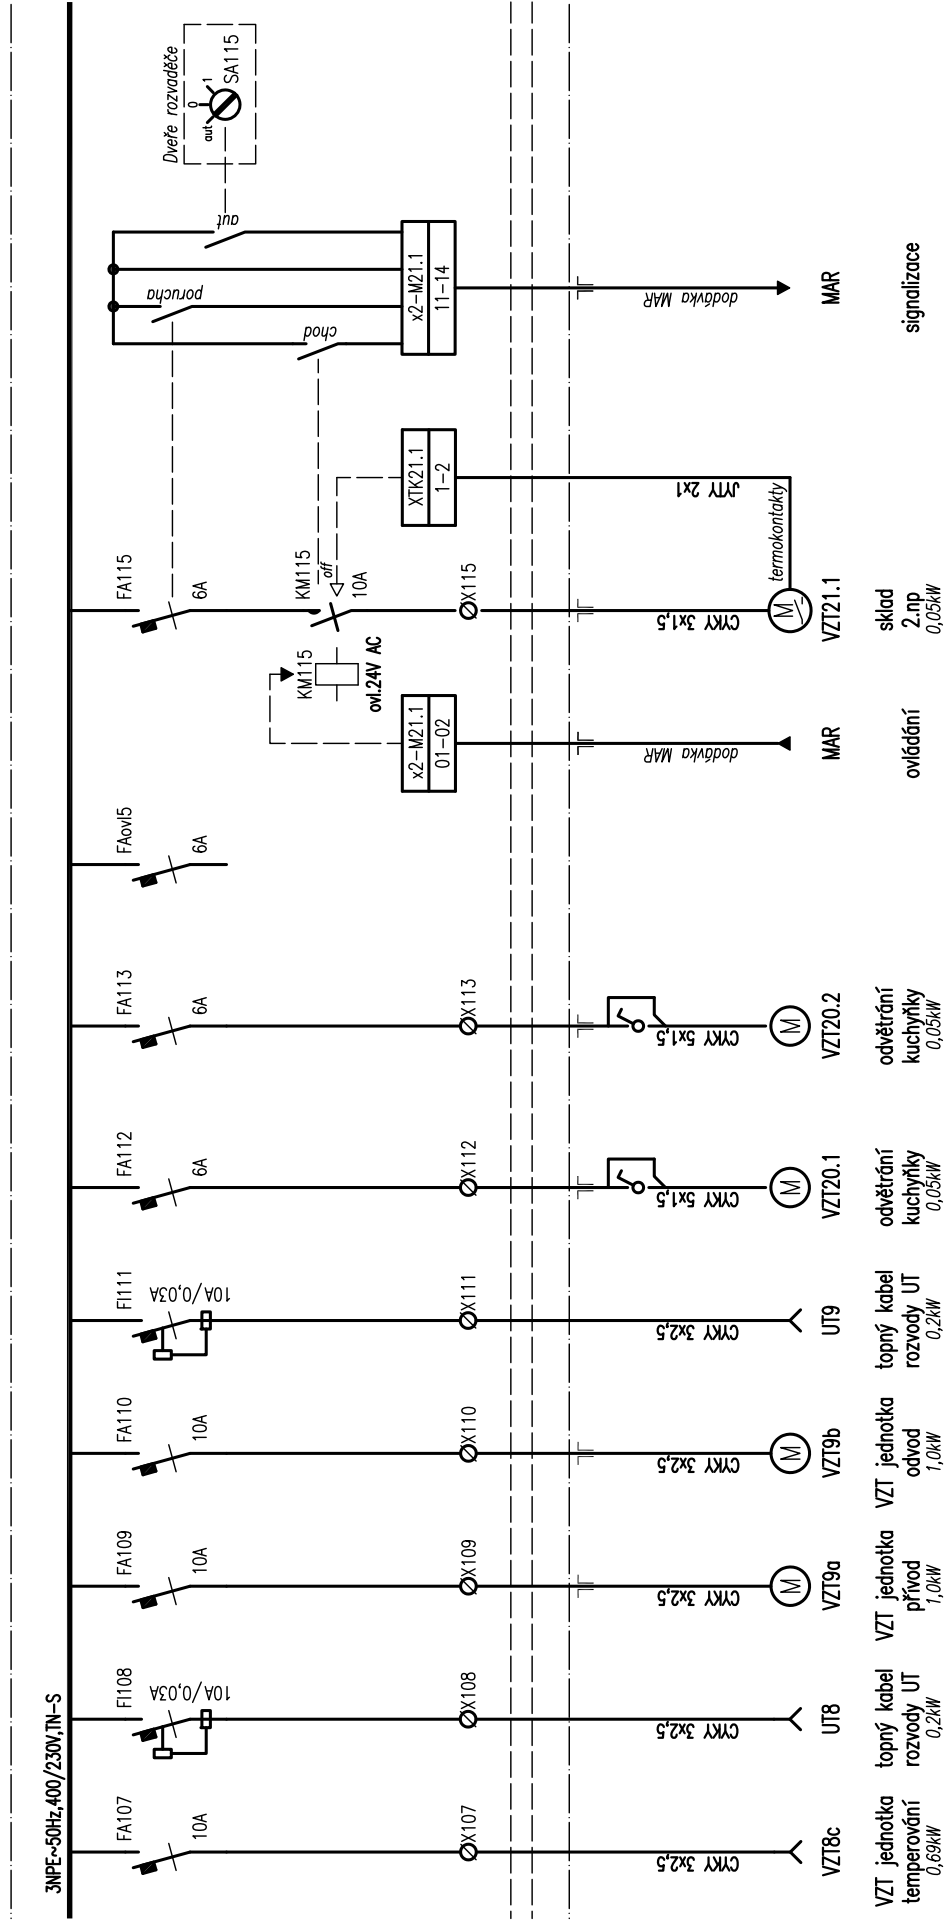 3NPE~50Hz,400/230V,TN-S
FA107
10A
X107
CYKY 3x2,5
VZT8c
VZT jednotka
temperování
0,69kW
FI108
10A/0,03A
X108
CYKY 3x2,5
UT8
topný kabel
rozvody UT
0,2kW
FA109
10A
X109
CYKY 3x2,5
M
VZT9a
VZT jednotka
přívod
1,0kW
FA110
10A
X110
CYKY 3x2,5
M
VZT9b
VZT jednotka
odvod
1,0kW
FI111
10A/0,03A
X111
CYKY 3x2,5
UT9
topný kabel
rozvody UT
0,2kW
FA112
6A
X112
CYKY 5x1,5
M
VZT20.1
odvětrání
kuchyňky
0,05kW
FA113
6A
X113
CYKY 5x1,5
M
VZT20.2
odvětrání
kuchyňky
0,05kW
FAovl5
6A
x2-M21.1
01-02
dodávka MAR
MAR
ovládání
KM115
ovl.24V AC
FA115
6A
KM115
off
10A
X115
CYKY 3x1,5
M
VZT21.1
sklad
2.np
0,05kW
XTK21.1
1-2
JYTY 2x1
termokontakty
chod
porucha
aut
x2-M21.1
11-14
dodávka MAR
MAR
signalizace
Dveře rozvaděče
aut
0
1
SA115